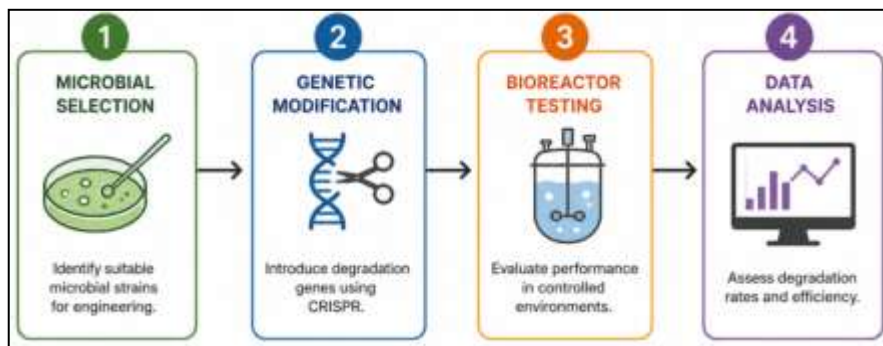 1
MICROBIAL
SELECTION
Identify suitable
microbial strains
for engineering.
2
GENETIC
MODIFICATION
Introduce degradation
genes using
CRISPR.
3
BIOREACTOR
TESTING
Evaluate performance
in controlled
environments.
4
DATA
ANALYSIS
Assess degradation
rates and efficiency.